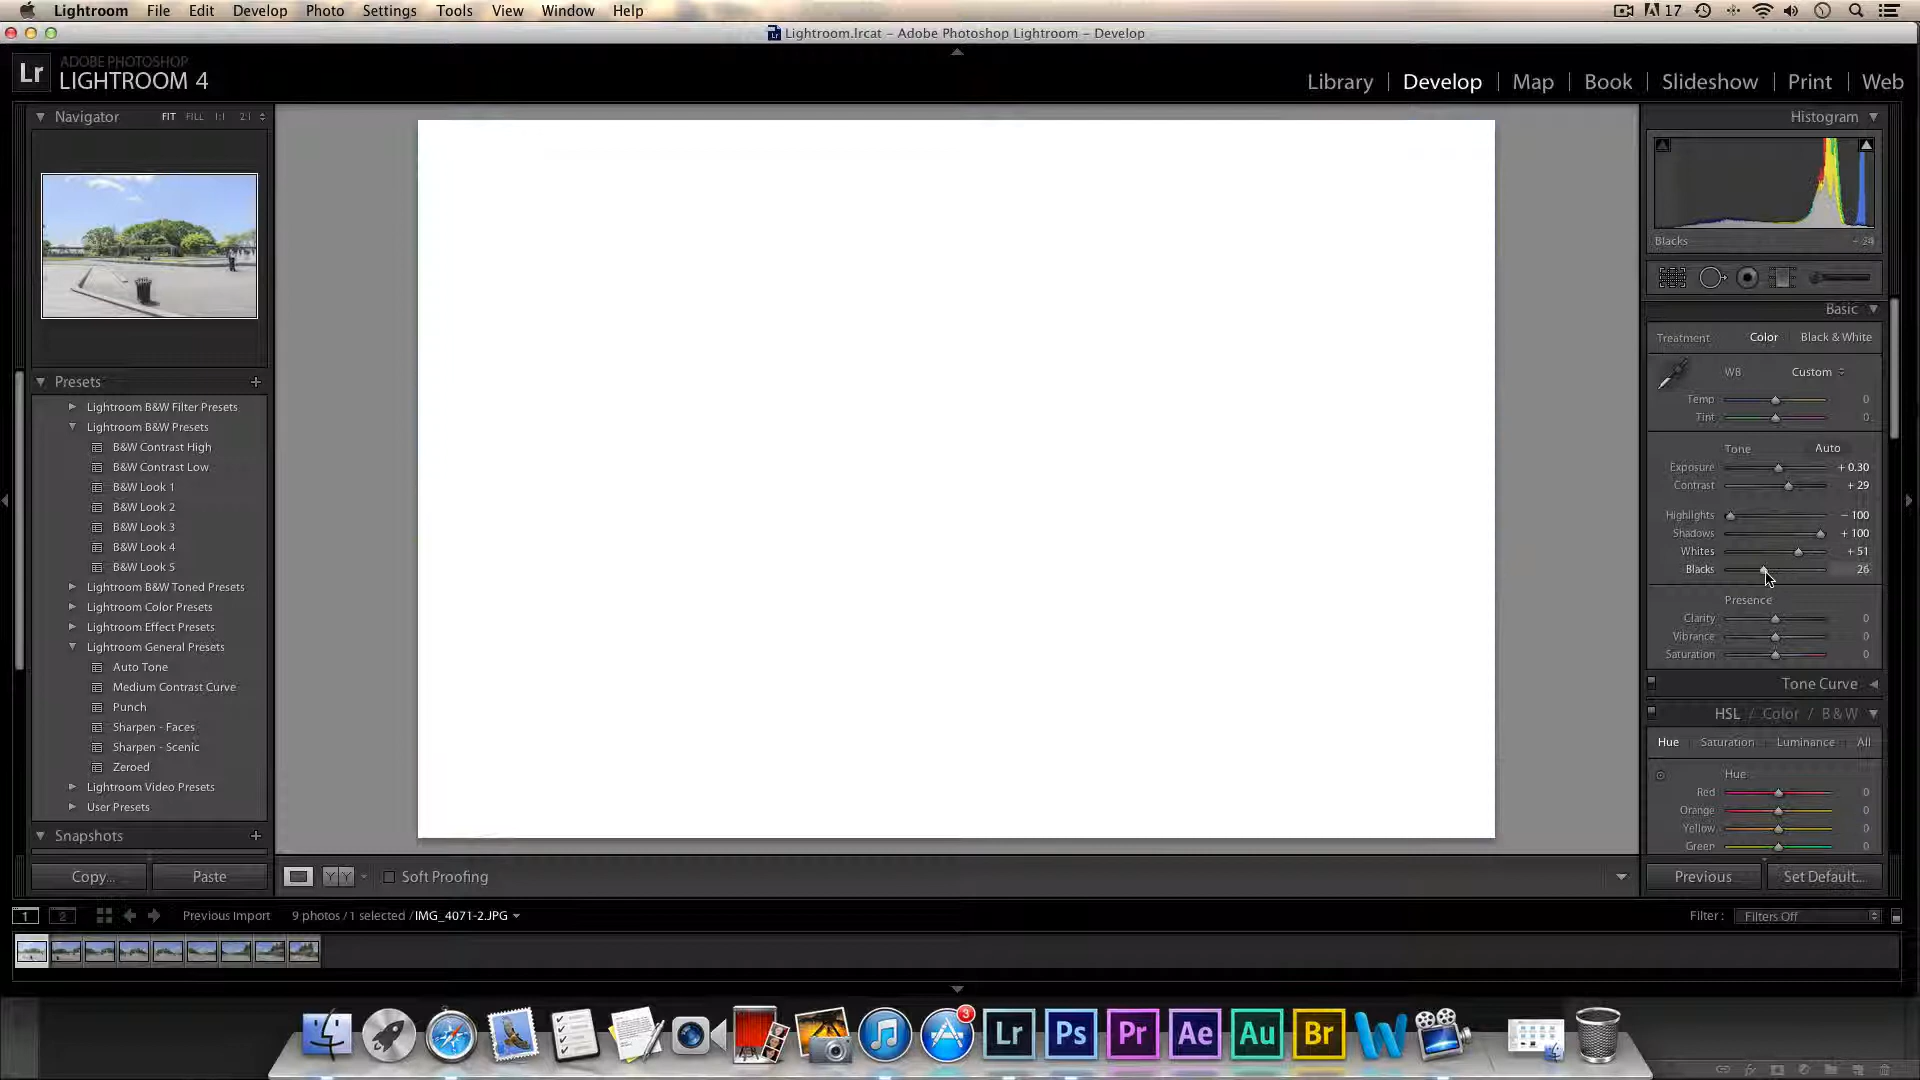 Lightroom File Edit Develop Photo Settings Tools View Window Help 17
Lightroom.lrcat – Adobe Photoshop Lightroom – Develop
Lr ADOBE PHOTOSHOP
LIGHTROOM 4
Library | Develop | Map | Book | Slideshow | Print | Web
Navigator FIT FILL 1:1 2:1
Presets +
Lightroom B&W Filter Presets
Lightroom B&W Presets
B&W Contrast High
B&W Contrast Low
B&W Look 1
B&W Look 2
B&W Look 3
B&W Look 4
B&W Look 5
Lightroom B&W Toned Presets
Lightroom Color Presets
Lightroom Effect Presets
Lightroom General Presets
Auto Tone
Medium Contrast Curve
Punch
Sharpen - Faces
Sharpen - Scenic
Zeroed
Lightroom Video Presets
User Presets
Snapshots +
Copy... Paste
Soft Proofing
Histogram
Blacks – 24
Basic
Treatment Color Black & White
WB Custom
Temp 0
Tint 0
Tone Auto
Exposure + 0.30
Contrast + 29
Highlights – 100
Shadows + 100
Whites + 51
Blacks 26
Presence
Clarity 0
Vibrance 0
Saturation 0
Tone Curve
HSL / Color / B & W
Hue Saturation Luminance All
Hue
Red 0
Orange 0
Yellow 0
Green 0
Previous Set Default...
1 2 Previous Import 9 photos / 1 selected / IMG_4071-2.JPG
Filter : Filters Off
3
Lr Ps Pr Ae Au Br W